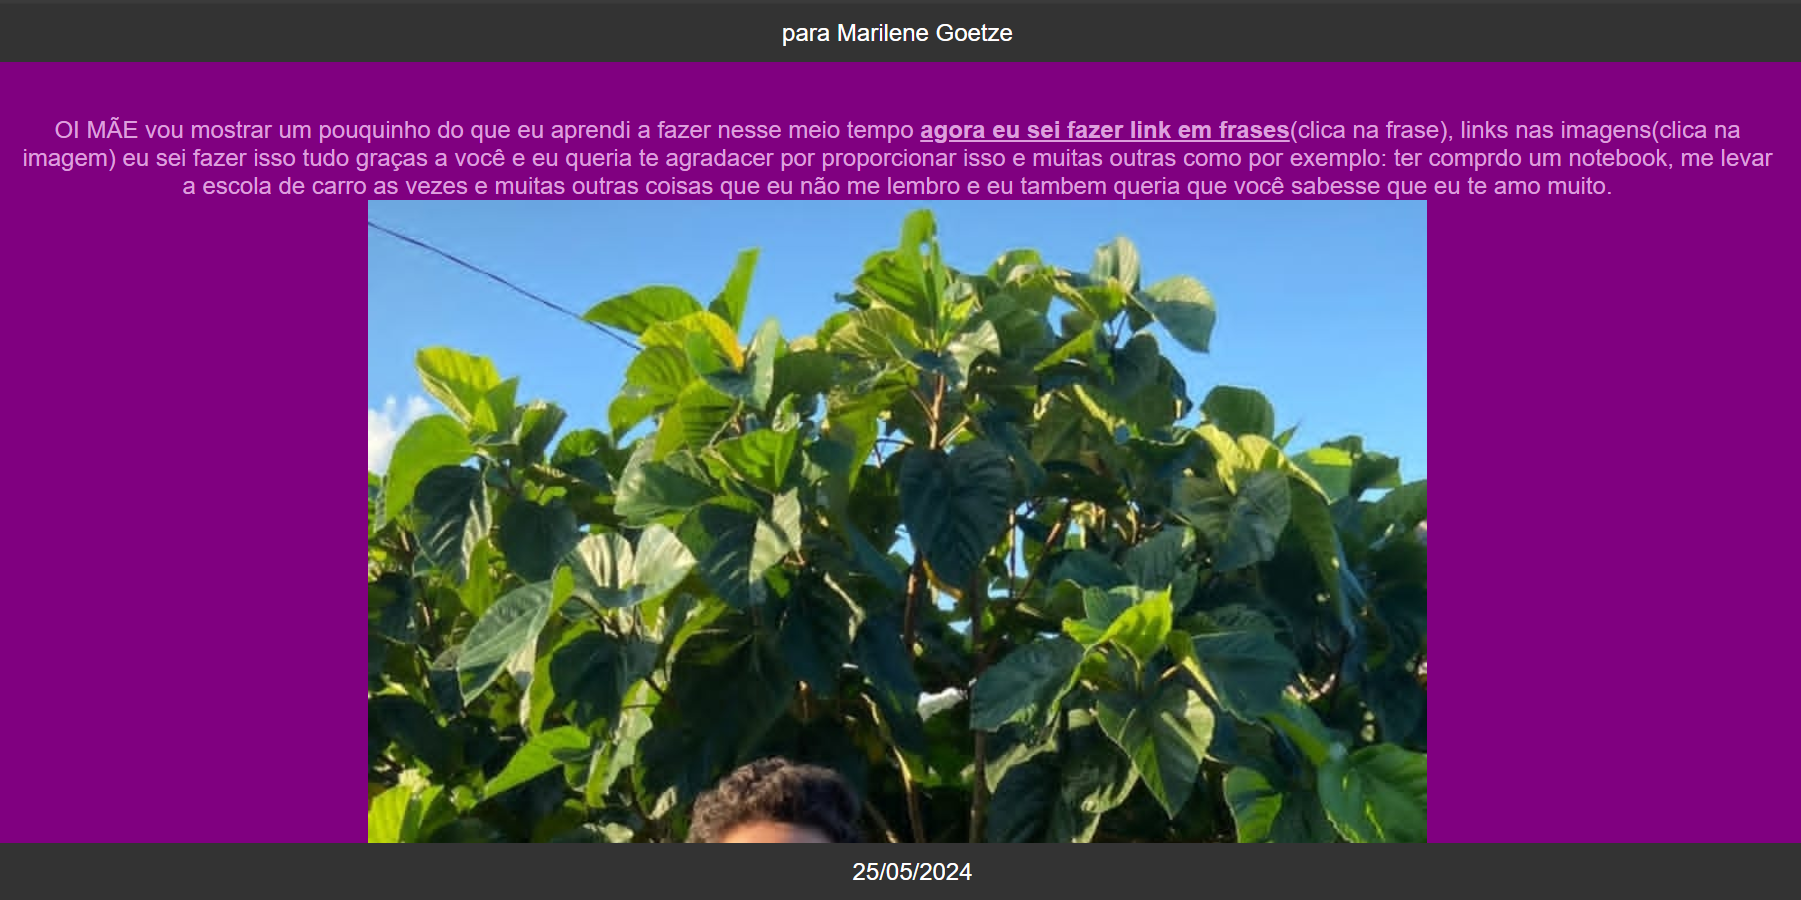 para Marilene Goetze
OI MÃE vou mostrar um pouquinho do que eu aprendi a fazer nesse meio tempo agora eu sei fazer link em frases(clica na frase), links nas imagens(clica na
imagem) eu sei fazer isso tudo graças a você e eu queria te agradacer por proporcionar isso e muitas outras como por exemplo: ter comprdo um notebook, me levar
a escola de carro as vezes e muitas outras coisas que eu não me lembro e eu tambem queria que você sabesse que eu te amo muito.
25/05/2024